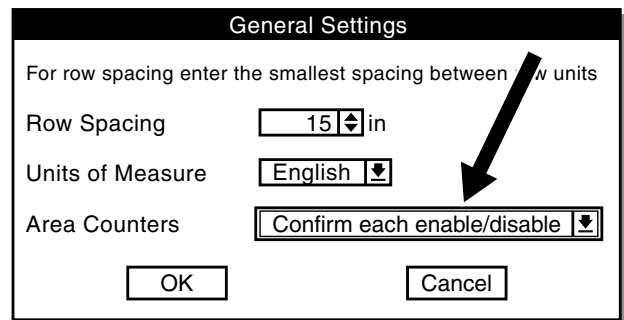 General Settings
For row spacing enter the smallest spacing between row units
Row Spacing 15 in
Units of Measure English
Area Counters Confirm each enable/disable
OK Cancel